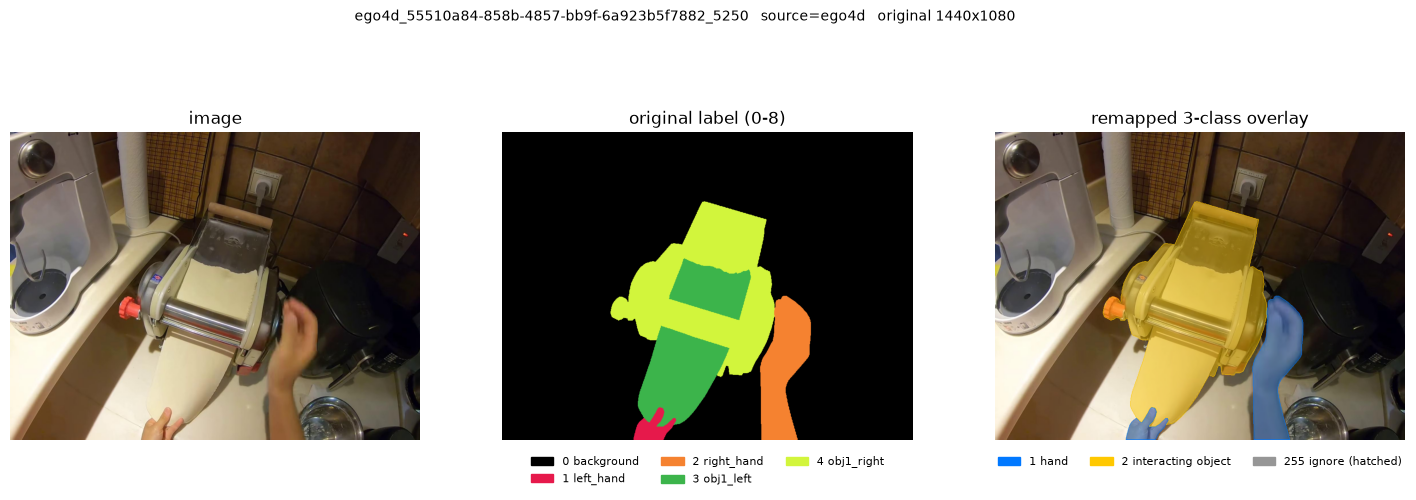 ego4d_55510a84-858b-4857-bb9f-6a923b5f7882_5250   source=ego4d   original 1440x1080
image
original label (0-8)
remapped 3-class overlay
0 background
2 right_hand
4 obj1_right
1 left_hand
3 obj1_left
1 hand
2 interacting object
255 ignore (hatched)